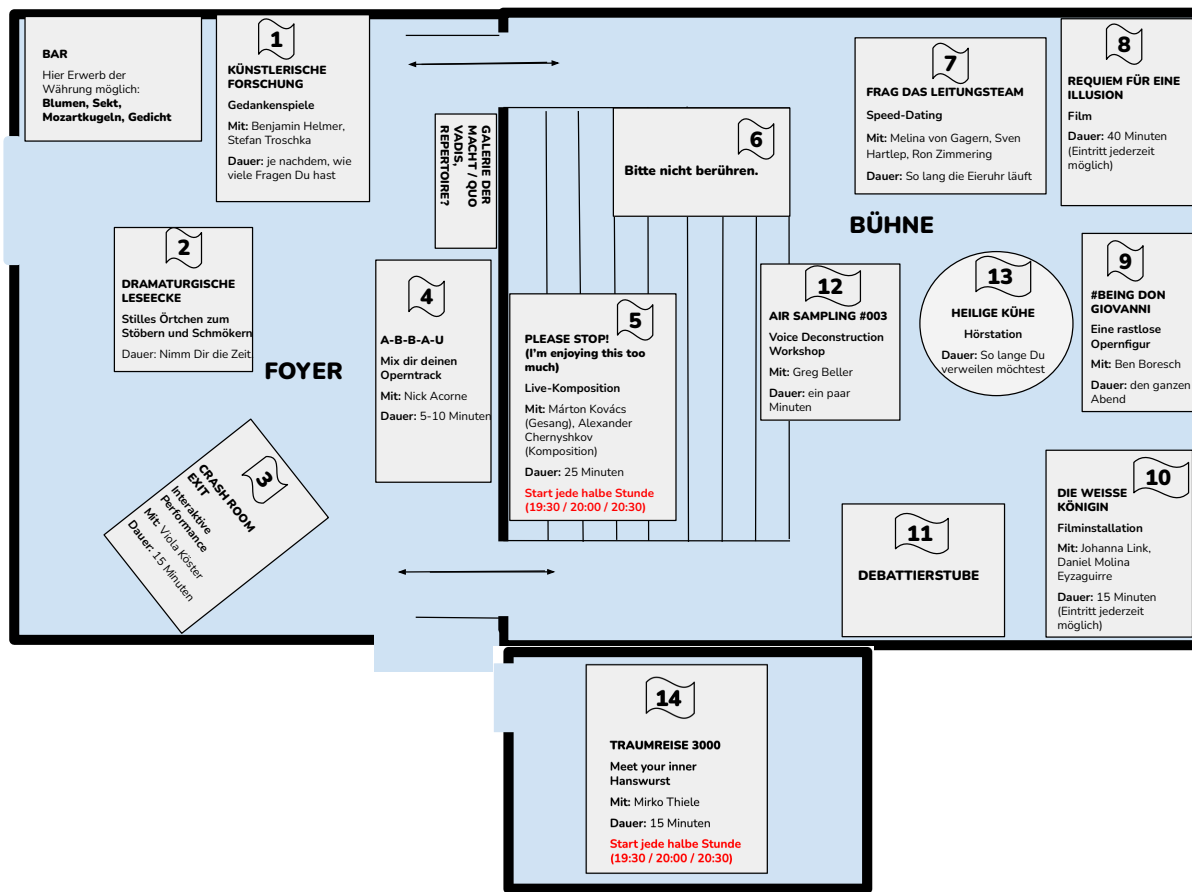 BAR
Hier Erwerb der
Währung möglich:
Blumen, Sekt,
Mozartkugeln, Gedicht
1
KÜNSTLERISCHE
FORSCHUNG
Gedankenspiele
Mit: Benjamin Helmer,
Stefan Troschka
Dauer: je nachdem, wie
viele Fragen Du hast
GALERIE DER
MACHT / QUO
VADIS,
REPERTOIRE?
2
DRAMATURGISCHE
LESEECKE
Stilles Örtchen zum
Stöbern und Schmökern
Dauer: Nimm Dir die Zeit
FOYER
3
CRASH ROOM
EXIT
Interaktive
Performance
Mit: Viola Köster
Dauer: 15 Minuten
4
A-B-B-A-U
Mix dir deinen
Operntrack
Mit: Nick Acorne
Dauer: 5-10 Minuten
5
PLEASE STOP!
(I'm enjoying this too
much)
Live-Komposition
Mit: Márton Kovács
(Gesang), Alexander
Chernyshkov
(Komposition)
Dauer: 25 Minuten
Start jede halbe Stunde
(19:30 / 20:00 / 20:30)
6
Bitte nicht berühren.
7
FRAG DAS LEITUNGSTEAM
Speed-Dating
Mit: Melina von Gagern, Sven
Hartlep, Ron Zimmering
Dauer: So lang die Eieruhr läuft
8
REQUIEM FÜR EINE
ILLUSION
Film
Dauer: 40 Minuten
(Eintritt jederzeit
möglich)
BÜHNE
12
AIR SAMPLING #003
Voice Deconstruction
Workshop
Mit: Greg Beller
Dauer: ein paar
Minuten
13
HEILIGE KÜHE
Hörstation
Dauer: So lange Du
verweilen möchtest
9
#BEING DON
GIOVANNI
Eine rastlose
Opernfigur
Mit: Ben Boresch
Dauer: den ganzen
Abend
11
DEBATTIERSTUBE
10
DIE WEISSE
KÖNIGIN
Filminstallation
Mit: Johanna Link,
Daniel Molina
Eyzaguirre
Dauer: 15 Minuten
(Eintritt jederzeit
möglich)
14
TRAUMREISE 3000
Meet your inner
Hanswurst
Mit: Mirko Thiele
Dauer: 15 Minuten
Start jede halbe Stunde
(19:30 / 20:00 / 20:30)